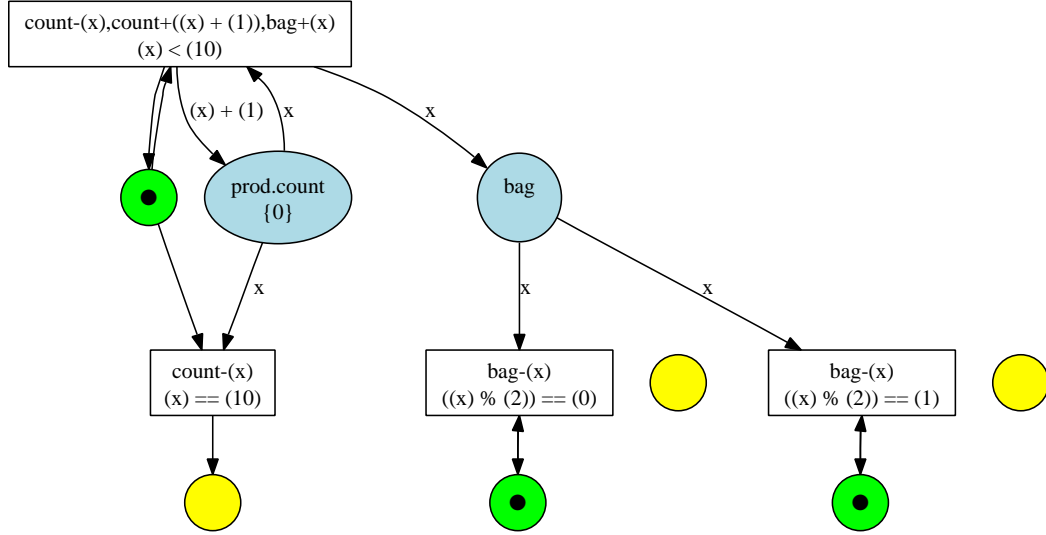 count-(x),count+((x) + (1)),bag+(x)
(x) < (10)
(x) + (1)
x
x
prod.count
{0}
bag
x
x
x
count-(x)
(x) == (10)
bag-(x)
((x) % (2)) == (0)
bag-(x)
((x) % (2)) == (1)